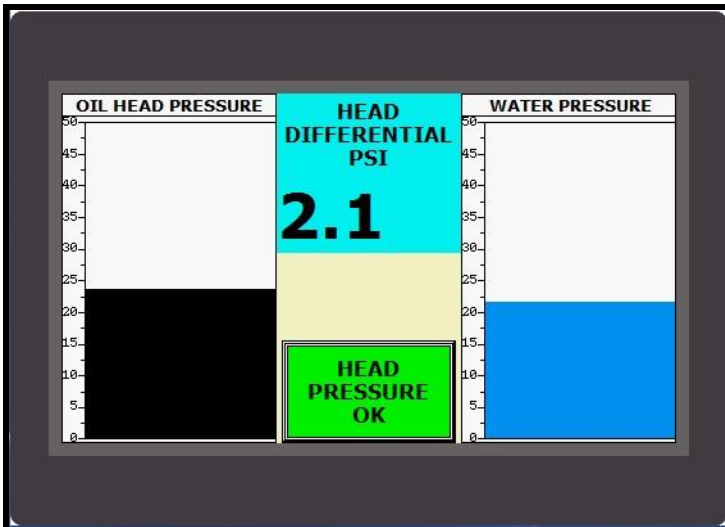 OIL HEAD PRESSURE
50
45
40
35
30
25
20
15
10
5
0
HEAD
DIFFERENTIAL
PSI
2.1
HEAD
PRESSURE
OK
WATER PRESSURE
50
45
40
35
30
25
20
15
10
5
0